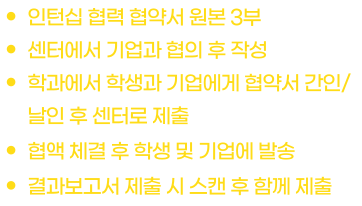 • 인턴십 협력 협약서 원본 3부
• 센터에서 기업과 협의 후 작성
• 학과에서 학생과 기업에게 협약서 간인/
날인 후 센터로 제출
• 협액 체결 후 학생 및 기업에 발송
• 결과보고서 제출 시 스캔 후 함께 제출